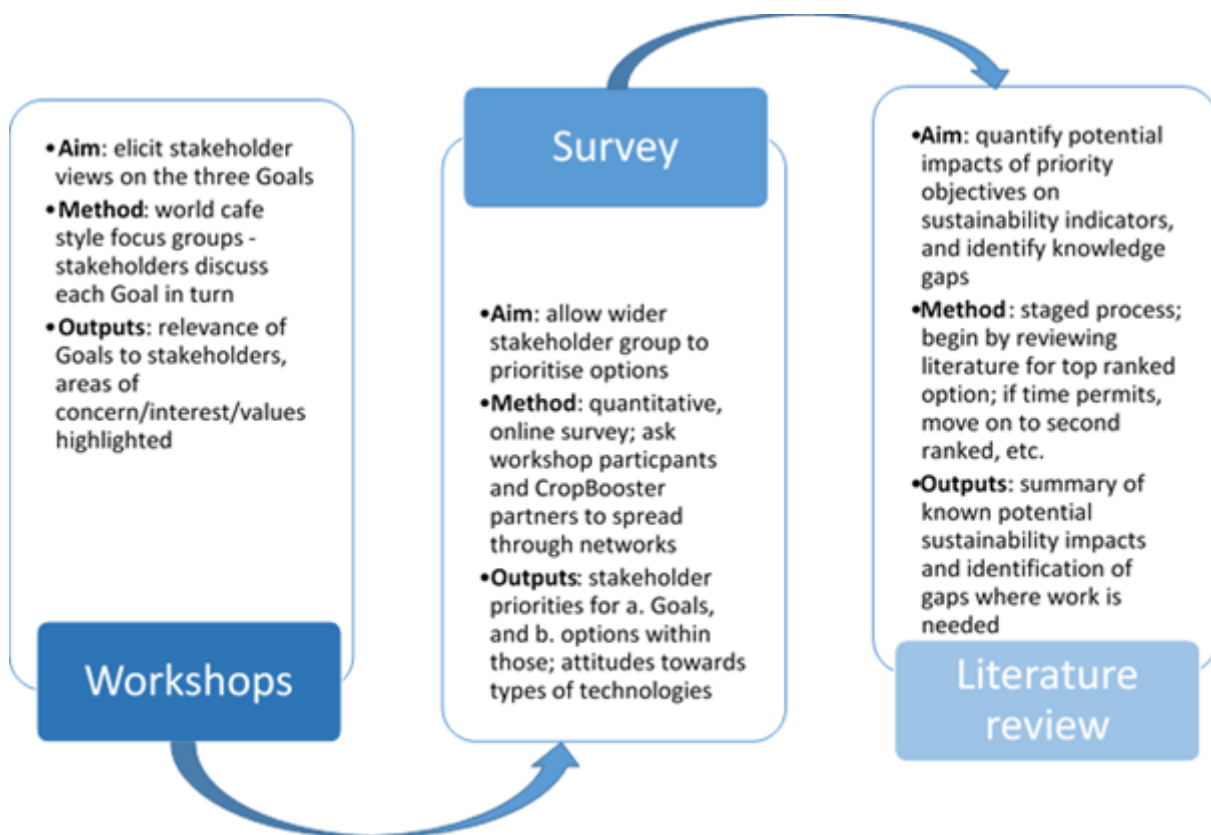 •Aim: elicit stakeholder
views on the three Goals
•Method: world cafe
style focus groups -
stakeholders discuss
each Goal in turn
•Outputs: relevance of
Goals to stakeholders,
areas of
concern/interest/values
highlighted
Workshops
Survey
•Aim: allow wider
stakeholder group to
prioritise options
•Method: quantitative,
online survey; ask
workshop particpants
and CropBooster
partners to spread
through networks
•Outputs: stakeholder
priorities for a. Goals,
and b. options within
those; attitudes towards
types of technologies
•Aim: quantify potential
impacts of priority
objectives on
sustainability indicators,
and identify knowledge
gaps
•Method: staged process;
begin by reviewing
literature for top ranked
option; if time permits,
move on to second
ranked, etc.
•Outputs: summary of
known potential
sustainability impacts
and identification of
gaps where work is
needed
Literature
review